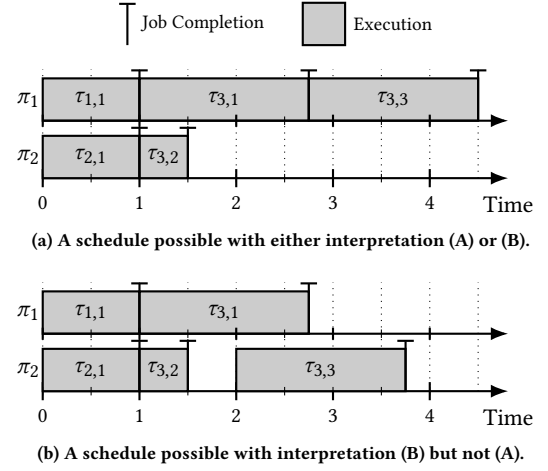 Job Completion Execution
π1 τ1,1 τ3,1 τ3,3
π2 τ2,1 τ3,2
0 1 2 3 4 Time
(a) A schedule possible with either interpretation (A) or (B).
π1 τ1,1 τ3,1
π2 τ2,1 τ3,2 τ3,3
0 1 2 3 4 Time
(b) A schedule possible with interpretation (B) but not (A).